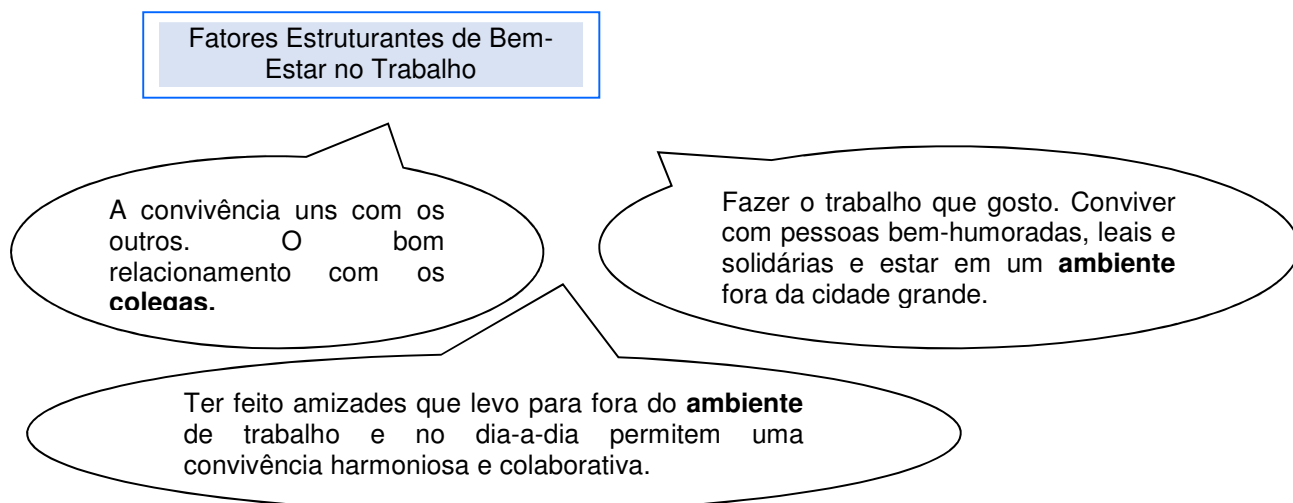 Fatores Estruturantes de Bem-
Estar no Trabalho
A convivência uns com os
outros. O bom
relacionamento com os
colegas.
Fazer o trabalho que gosto. Conviver
com pessoas bem-humoradas, leais e
solidárias e estar em um ambiente
fora da cidade grande.
Ter feito amizades que levo para fora do ambiente
de trabalho e no dia-a-dia permitem uma
convivência harmoniosa e colaborativa.